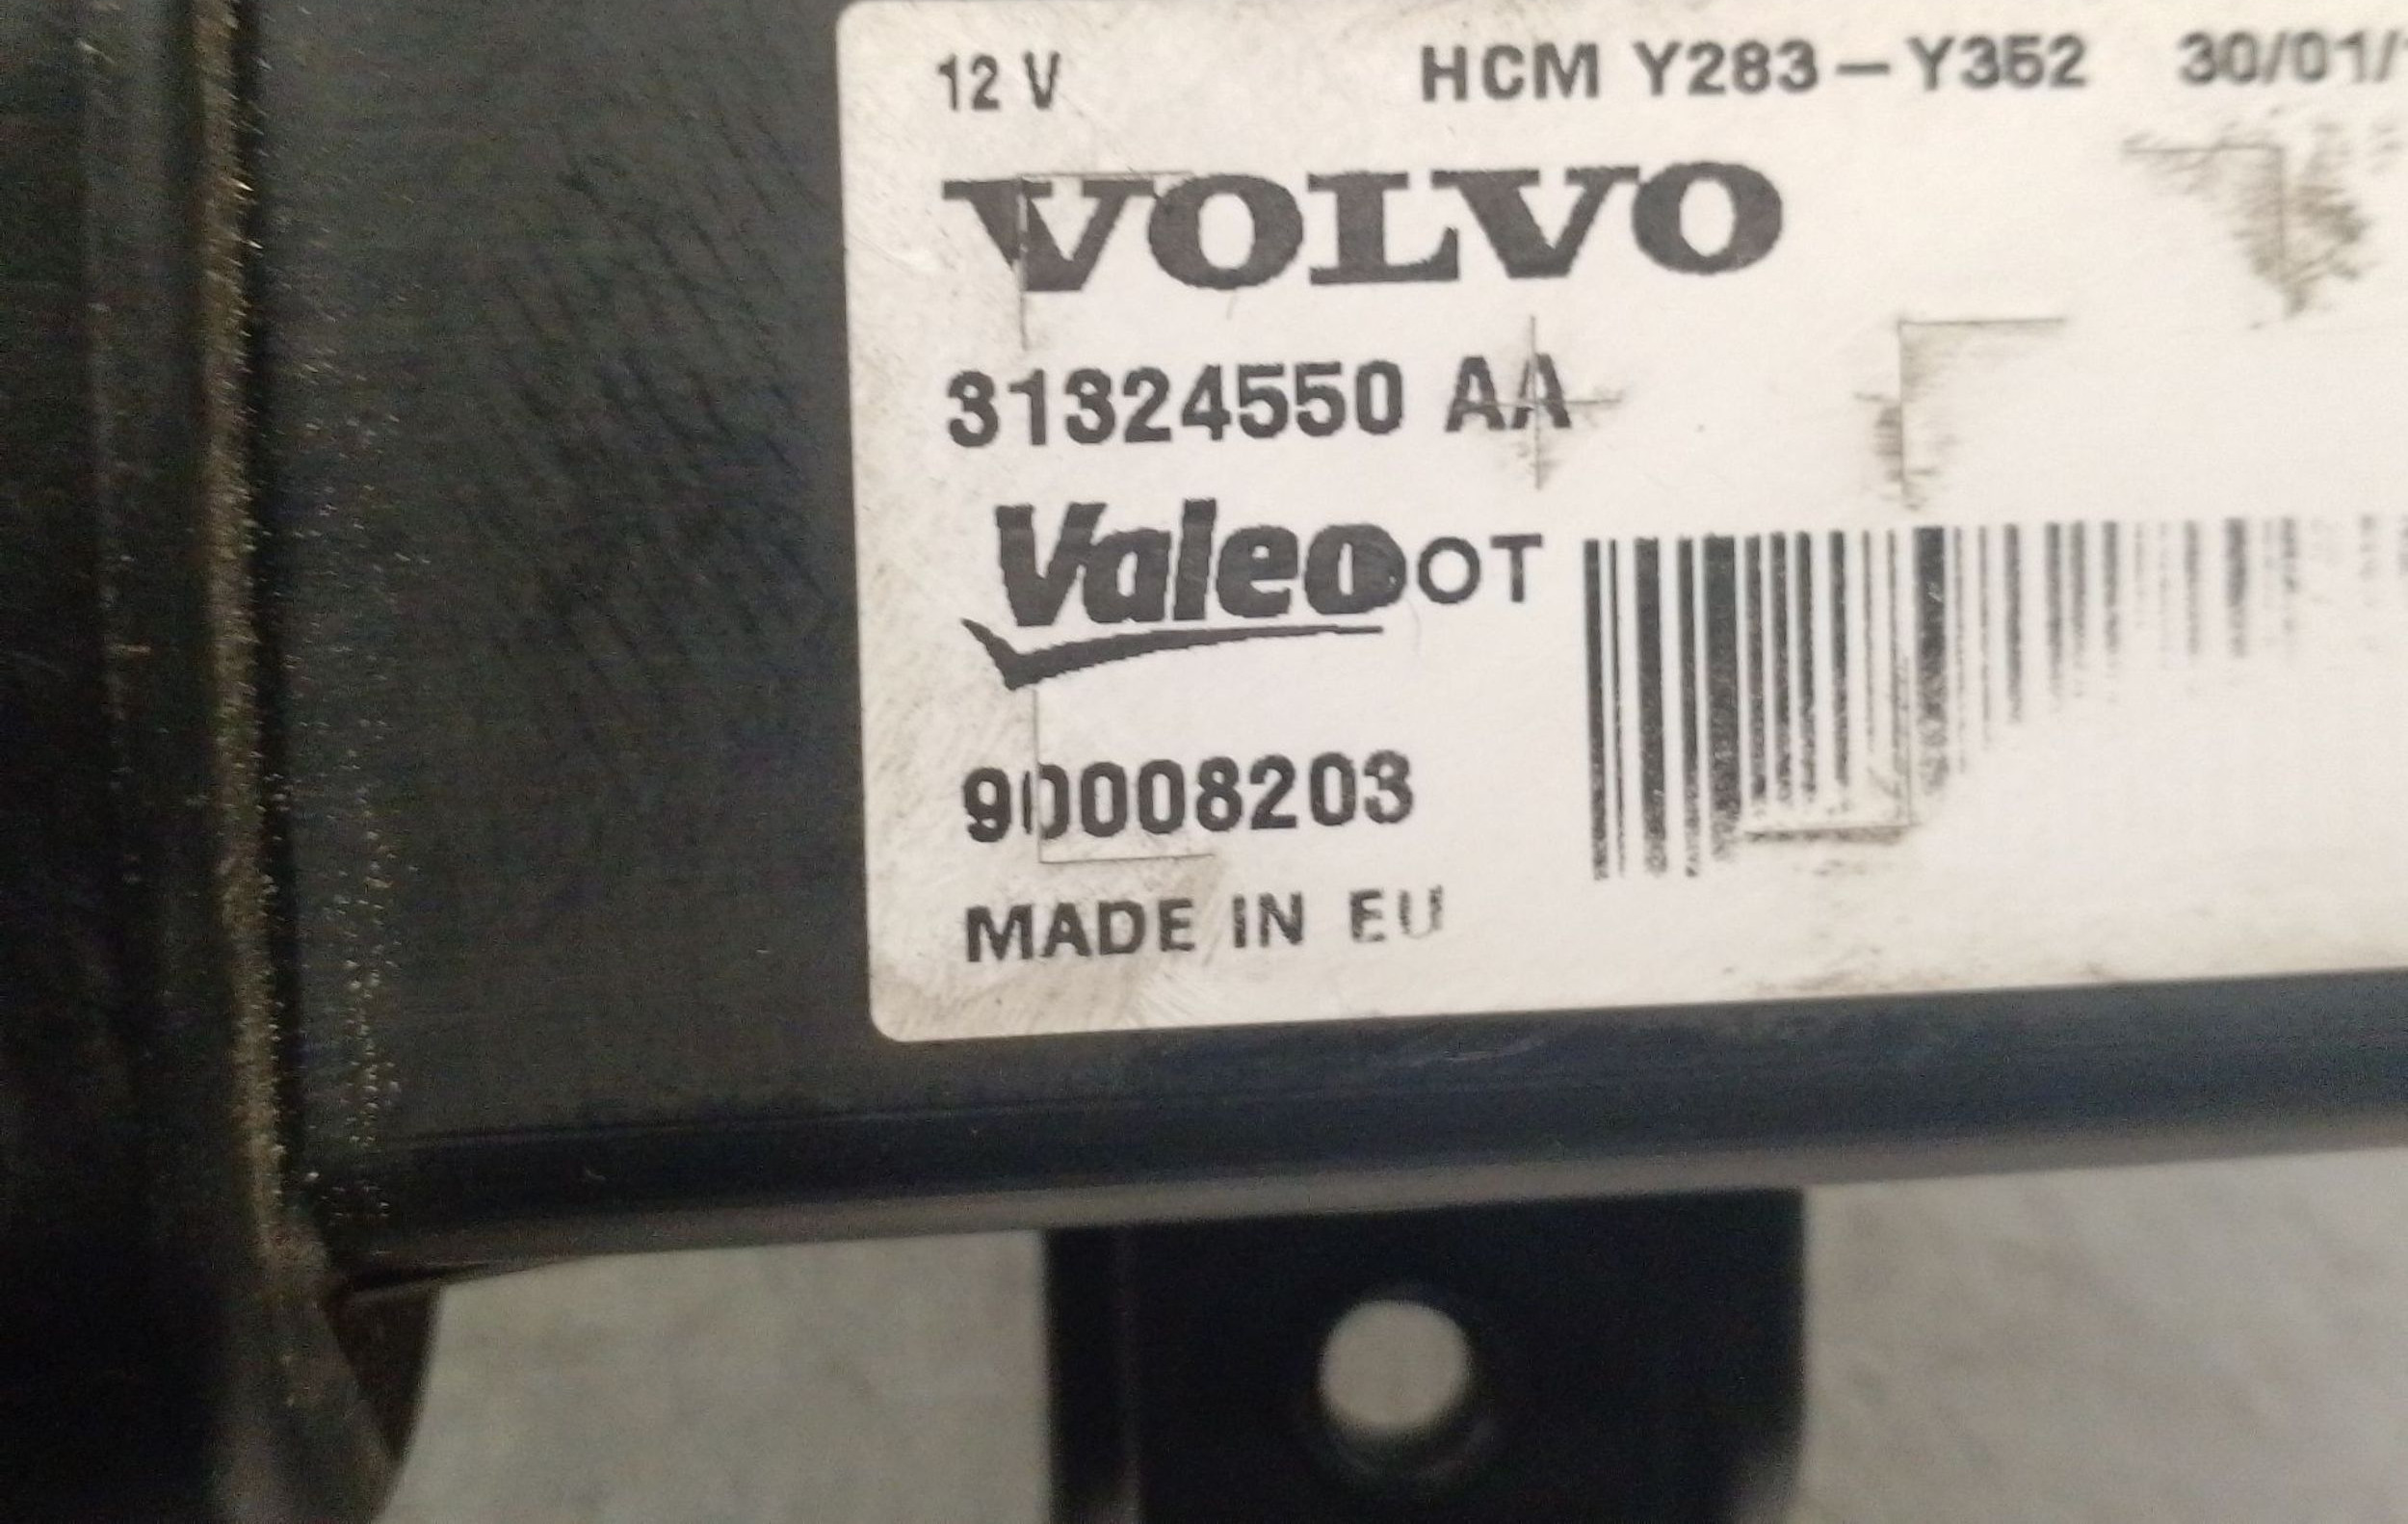 12 V HCM Y283-Y352 30/01/
VOLVO
31324550 AA
Valeo OT
90008203
MADE IN EU